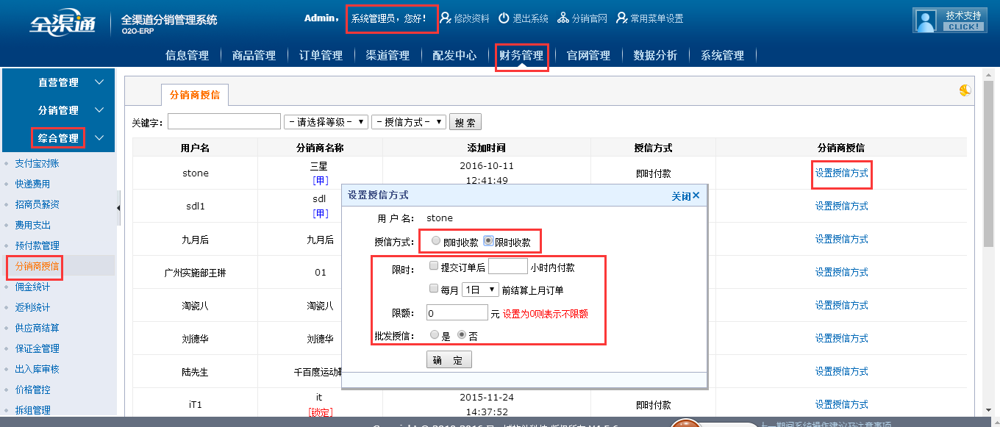 全渠通
全渠道分销管理系统
O2O-ERP
Admin, 系统管理员，您好！ 修改资料 退出系统 分销官网 常用菜单设置
技术支持
CLICK!
信息管理 商品管理 订单管理 渠道管理 配发中心 财务管理 官网管理 数据分析 系统管理
直营管理
分销管理
综合管理
支付宝对账
快递费用
招商员薪资
费用支出
预付款管理
分销商授信
佣金统计
返利统计
供应商结算
保证金管理
出入库审核
价格管控
拆组管理
分销商授信
关键字： -请选择等级- -授信方式- 搜 索
用户名 分销商名称 添加时间 授信方式 分销商授信
stone 三星 [甲] 2016-10-11 12:41:49 即时付款 设置授信方式
sdl1 sdl [甲] 设置授信方式
九月后 九月后 设置授信方式
广州实施部王琳 01 设置授信方式
淘瓷八 淘瓷八 设置授信方式
刘德华 刘德华 设置授信方式
陆先生 千百度运动鞋 设置授信方式
iT1 it [锁定] 2015-11-24 14:37:52 即时付款 设置授信方式
设置授信方式 关闭×
用 户 名： stone
授信方式： 即时收款 限时收款
限时： 提交订单后 小时内付款
每月 1日 前结算上月订单
限额： 0 元 设置为0则表示不限额
批发授信： 是 否
确 定